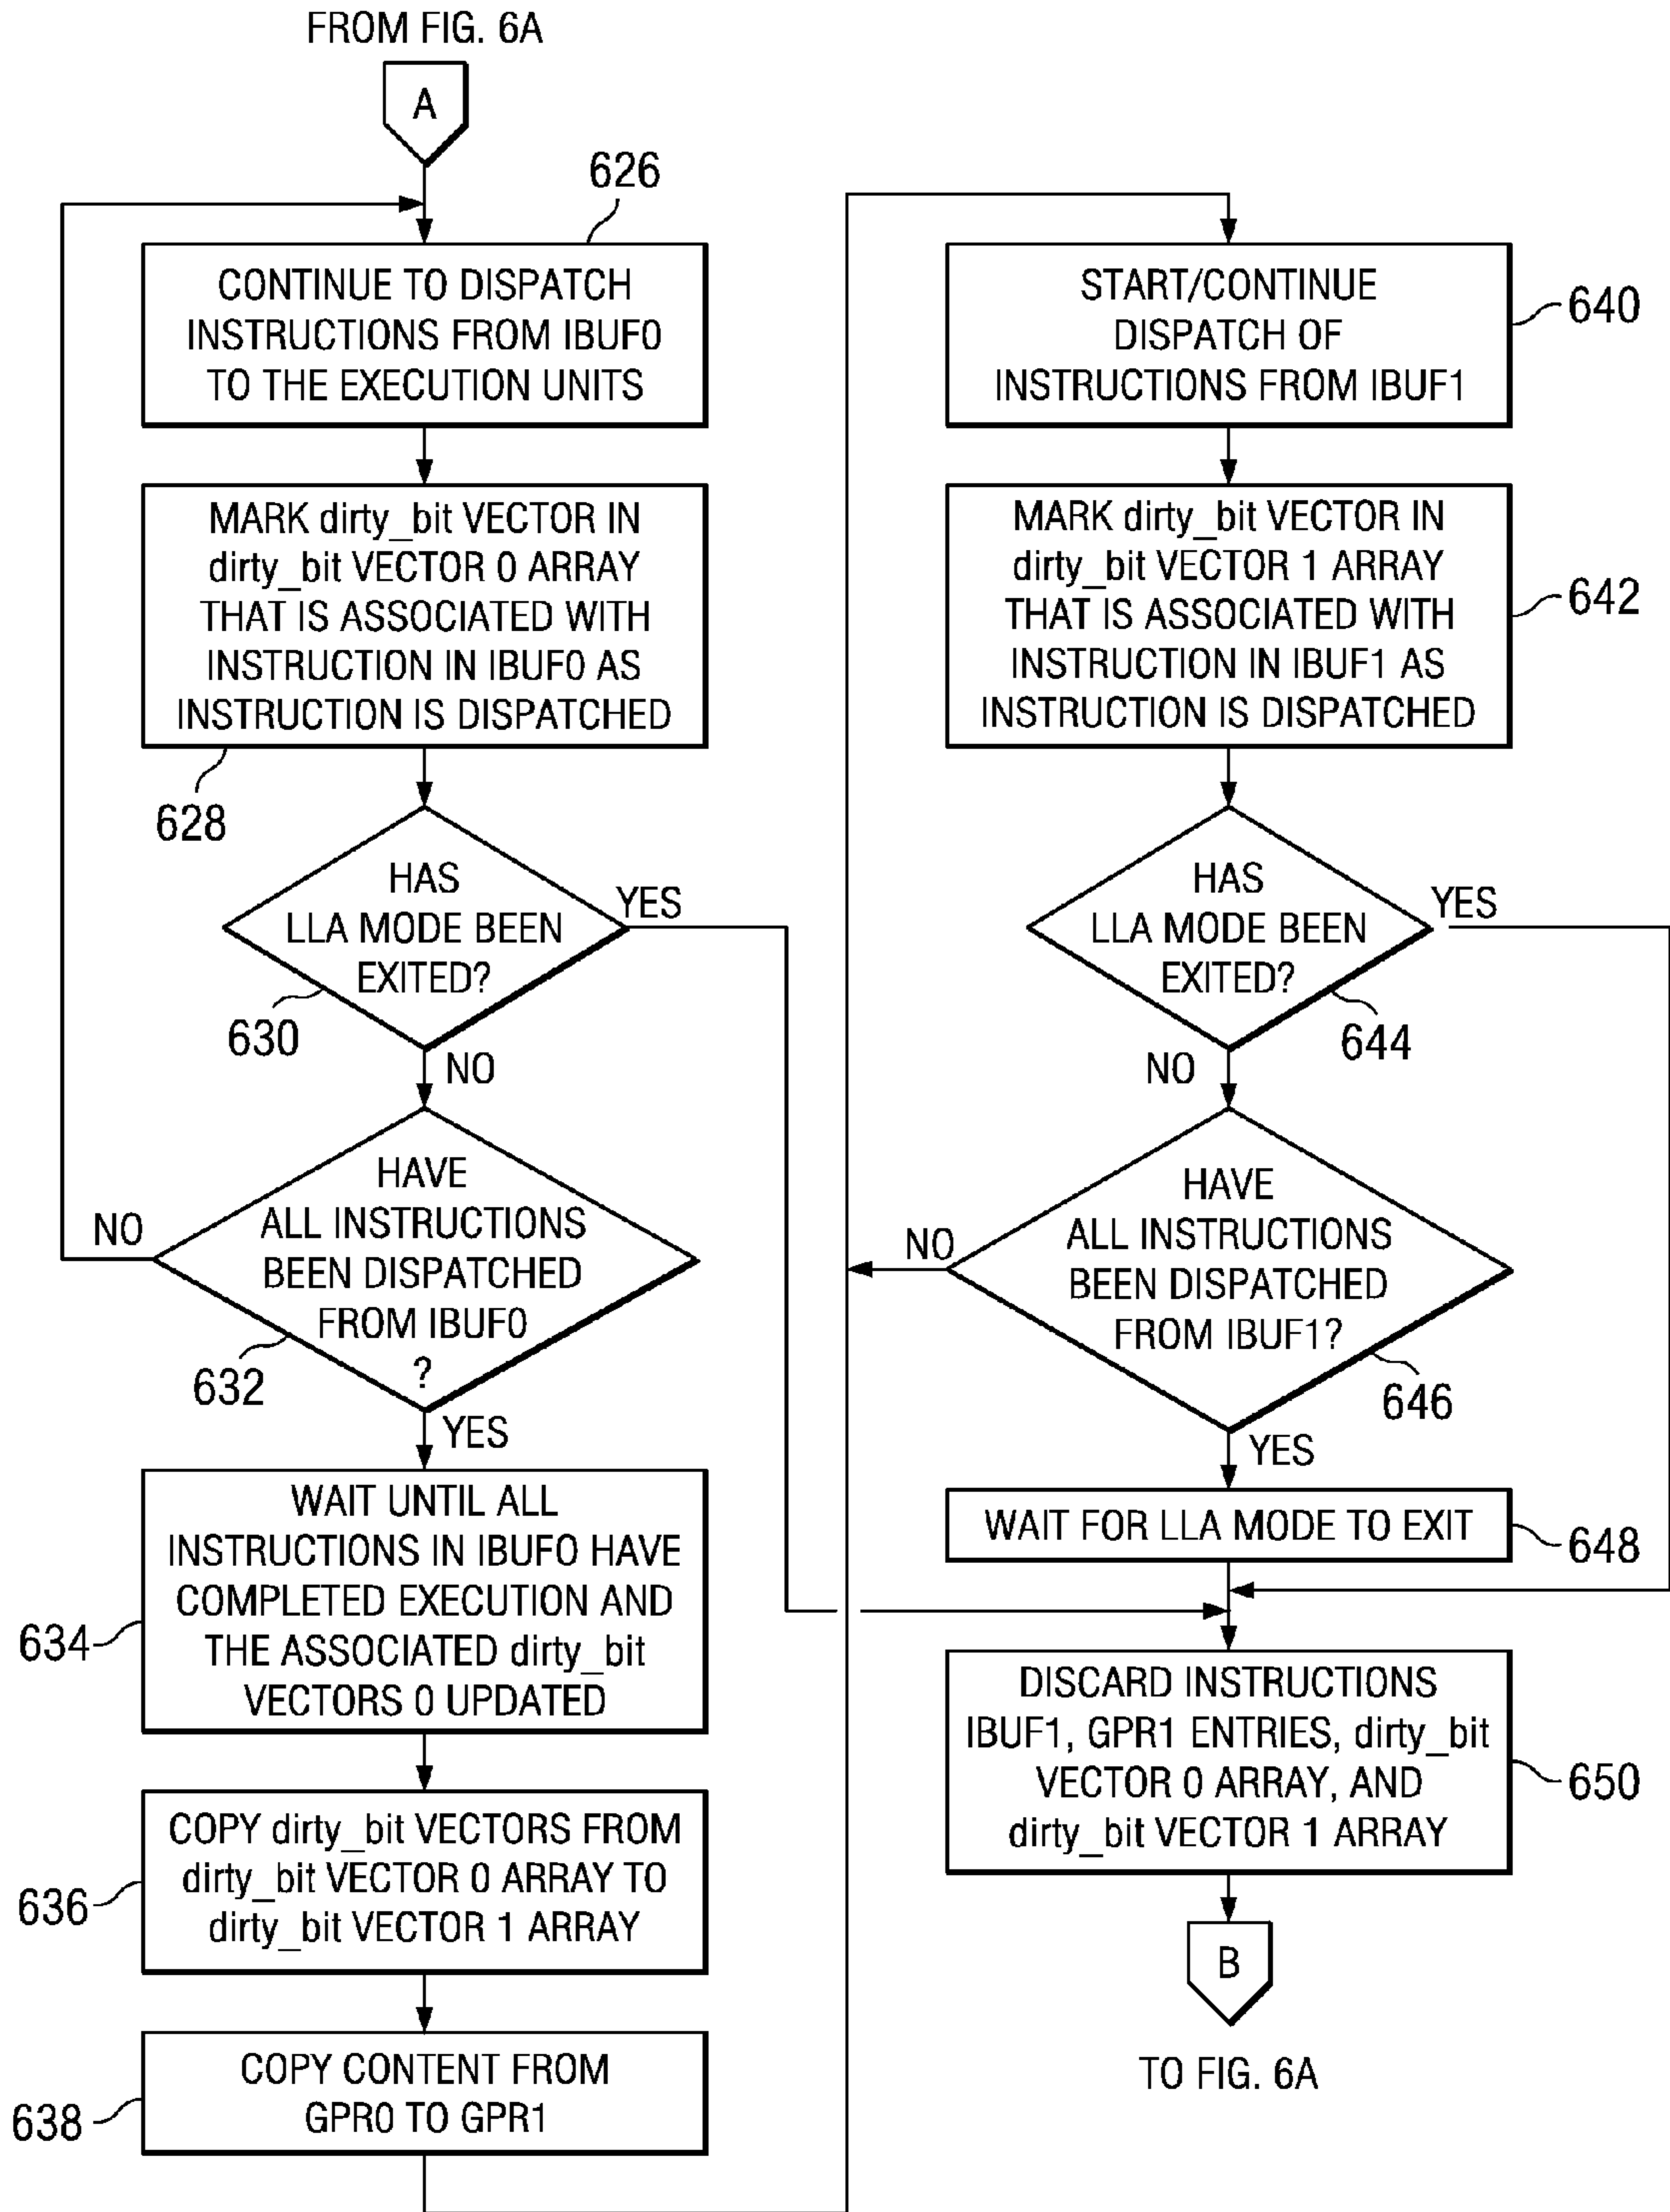 FROM FIG. 6A
A
626
CONTINUE TO DISPATCH
INSTRUCTIONS FROM IBUF0
TO THE EXECUTION UNITS
MARK dirty_bit VECTOR IN
dirty_bit VECTOR 0 ARRAY
THAT IS ASSOCIATED WITH
INSTRUCTION IN IBUF0 AS
INSTRUCTION IS DISPATCHED
628
HAS
LLA MODE BEEN
EXITED?
YES
630
NO
HAVE
ALL INSTRUCTIONS
BEEN DISPATCHED
FROM IBUF0
?
NO
632
YES
WAIT UNTIL ALL
INSTRUCTIONS IN IBUF0 HAVE
COMPLETED EXECUTION AND
THE ASSOCIATED dirty_bit
VECTORS 0 UPDATED
634
COPY dirty_bit VECTORS FROM
dirty_bit VECTOR 0 ARRAY TO
dirty_bit VECTOR 1 ARRAY
636
COPY CONTENT FROM
GPR0 TO GPR1
638
START/CONTINUE
DISPATCH OF
INSTRUCTIONS FROM IBUF1
640
MARK dirty_bit VECTOR IN
dirty_bit VECTOR 1 ARRAY
THAT IS ASSOCIATED WITH
INSTRUCTION IN IBUF1 AS
INSTRUCTION IS DISPATCHED
642
HAS
LLA MODE BEEN
EXITED?
YES
644
NO
HAVE
ALL INSTRUCTIONS
BEEN DISPATCHED
FROM IBUF1?
NO
646
YES
WAIT FOR LLA MODE TO EXIT
648
DISCARD INSTRUCTIONS
IBUF1, GPR1 ENTRIES, dirty_bit
VECTOR 0 ARRAY, AND
dirty_bit VECTOR 1 ARRAY
650
B
TO FIG. 6A